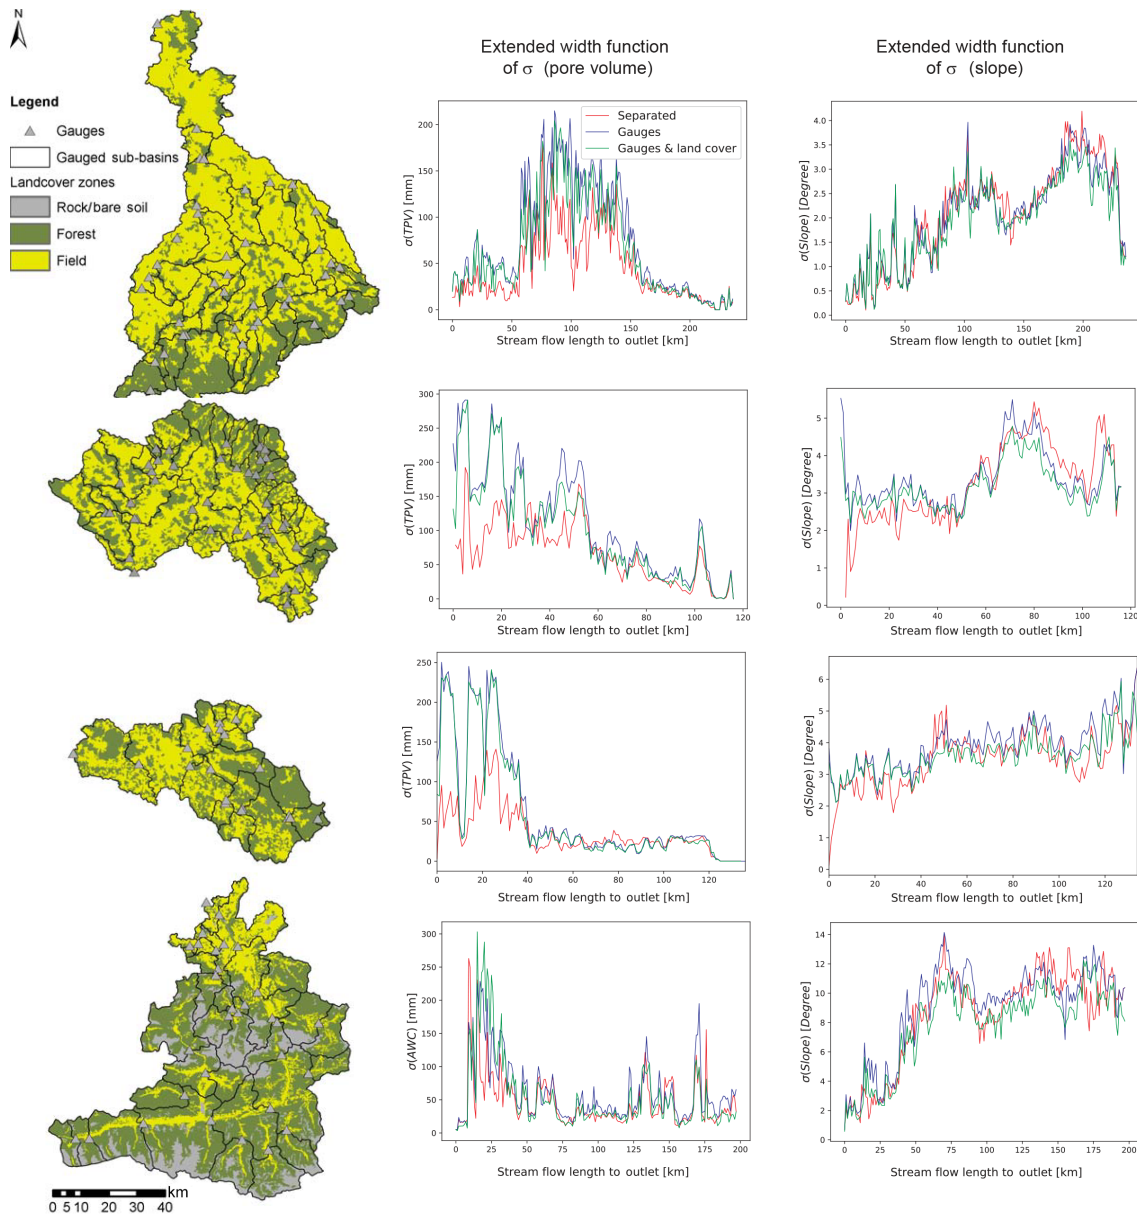 N
Legend
Gauges
Gauged sub-basins
Landcover zones
Rock/bare soil
Forest
Field
Extended width function
of σ (pore volume)
Extended width function
of σ (slope)
Separated
Gauges
Gauges & land cover
200
150
100
50
0
σ(TPV) [mm]
0 50 100 150 200
Stream flow length to outlet [km]
4.0
3.5
3.0
2.5
2.0
1.5
1.0
0.5
0.0
σ(Slope) [Degree]
0 50 100 150 200
Stream flow length to outlet [km]
300
250
200
150
100
50
0
σ(TPV) [mm]
0 20 40 60 80 100 120
Stream flow length to outlet [km]
5
4
3
2
1
0
σ(Slope) [Degree]
0 20 40 60 80 100 120
Stream flow length to outlet [km]
250
200
150
100
50
0
σ(TPV) [mm]
0 20 40 60 80 100 120
Stream flow length to outlet [km]
6
5
4
3
2
1
0
σ(Slope) [Degree]
0 20 40 60 80 100 120
Stream flow length to outlet [km]
300
250
200
150
100
50
0
σ(AWC) [mm]
0 25 50 75 100 125 150 175 200
Stream flow length to outlet [km]
14
12
10
8
6
4
2
0
σ(Slope) [Degree]
0 25 50 75 100 125 150 175 200
Stream flow length to outlet [km]
km
0 5 10 20 30 40